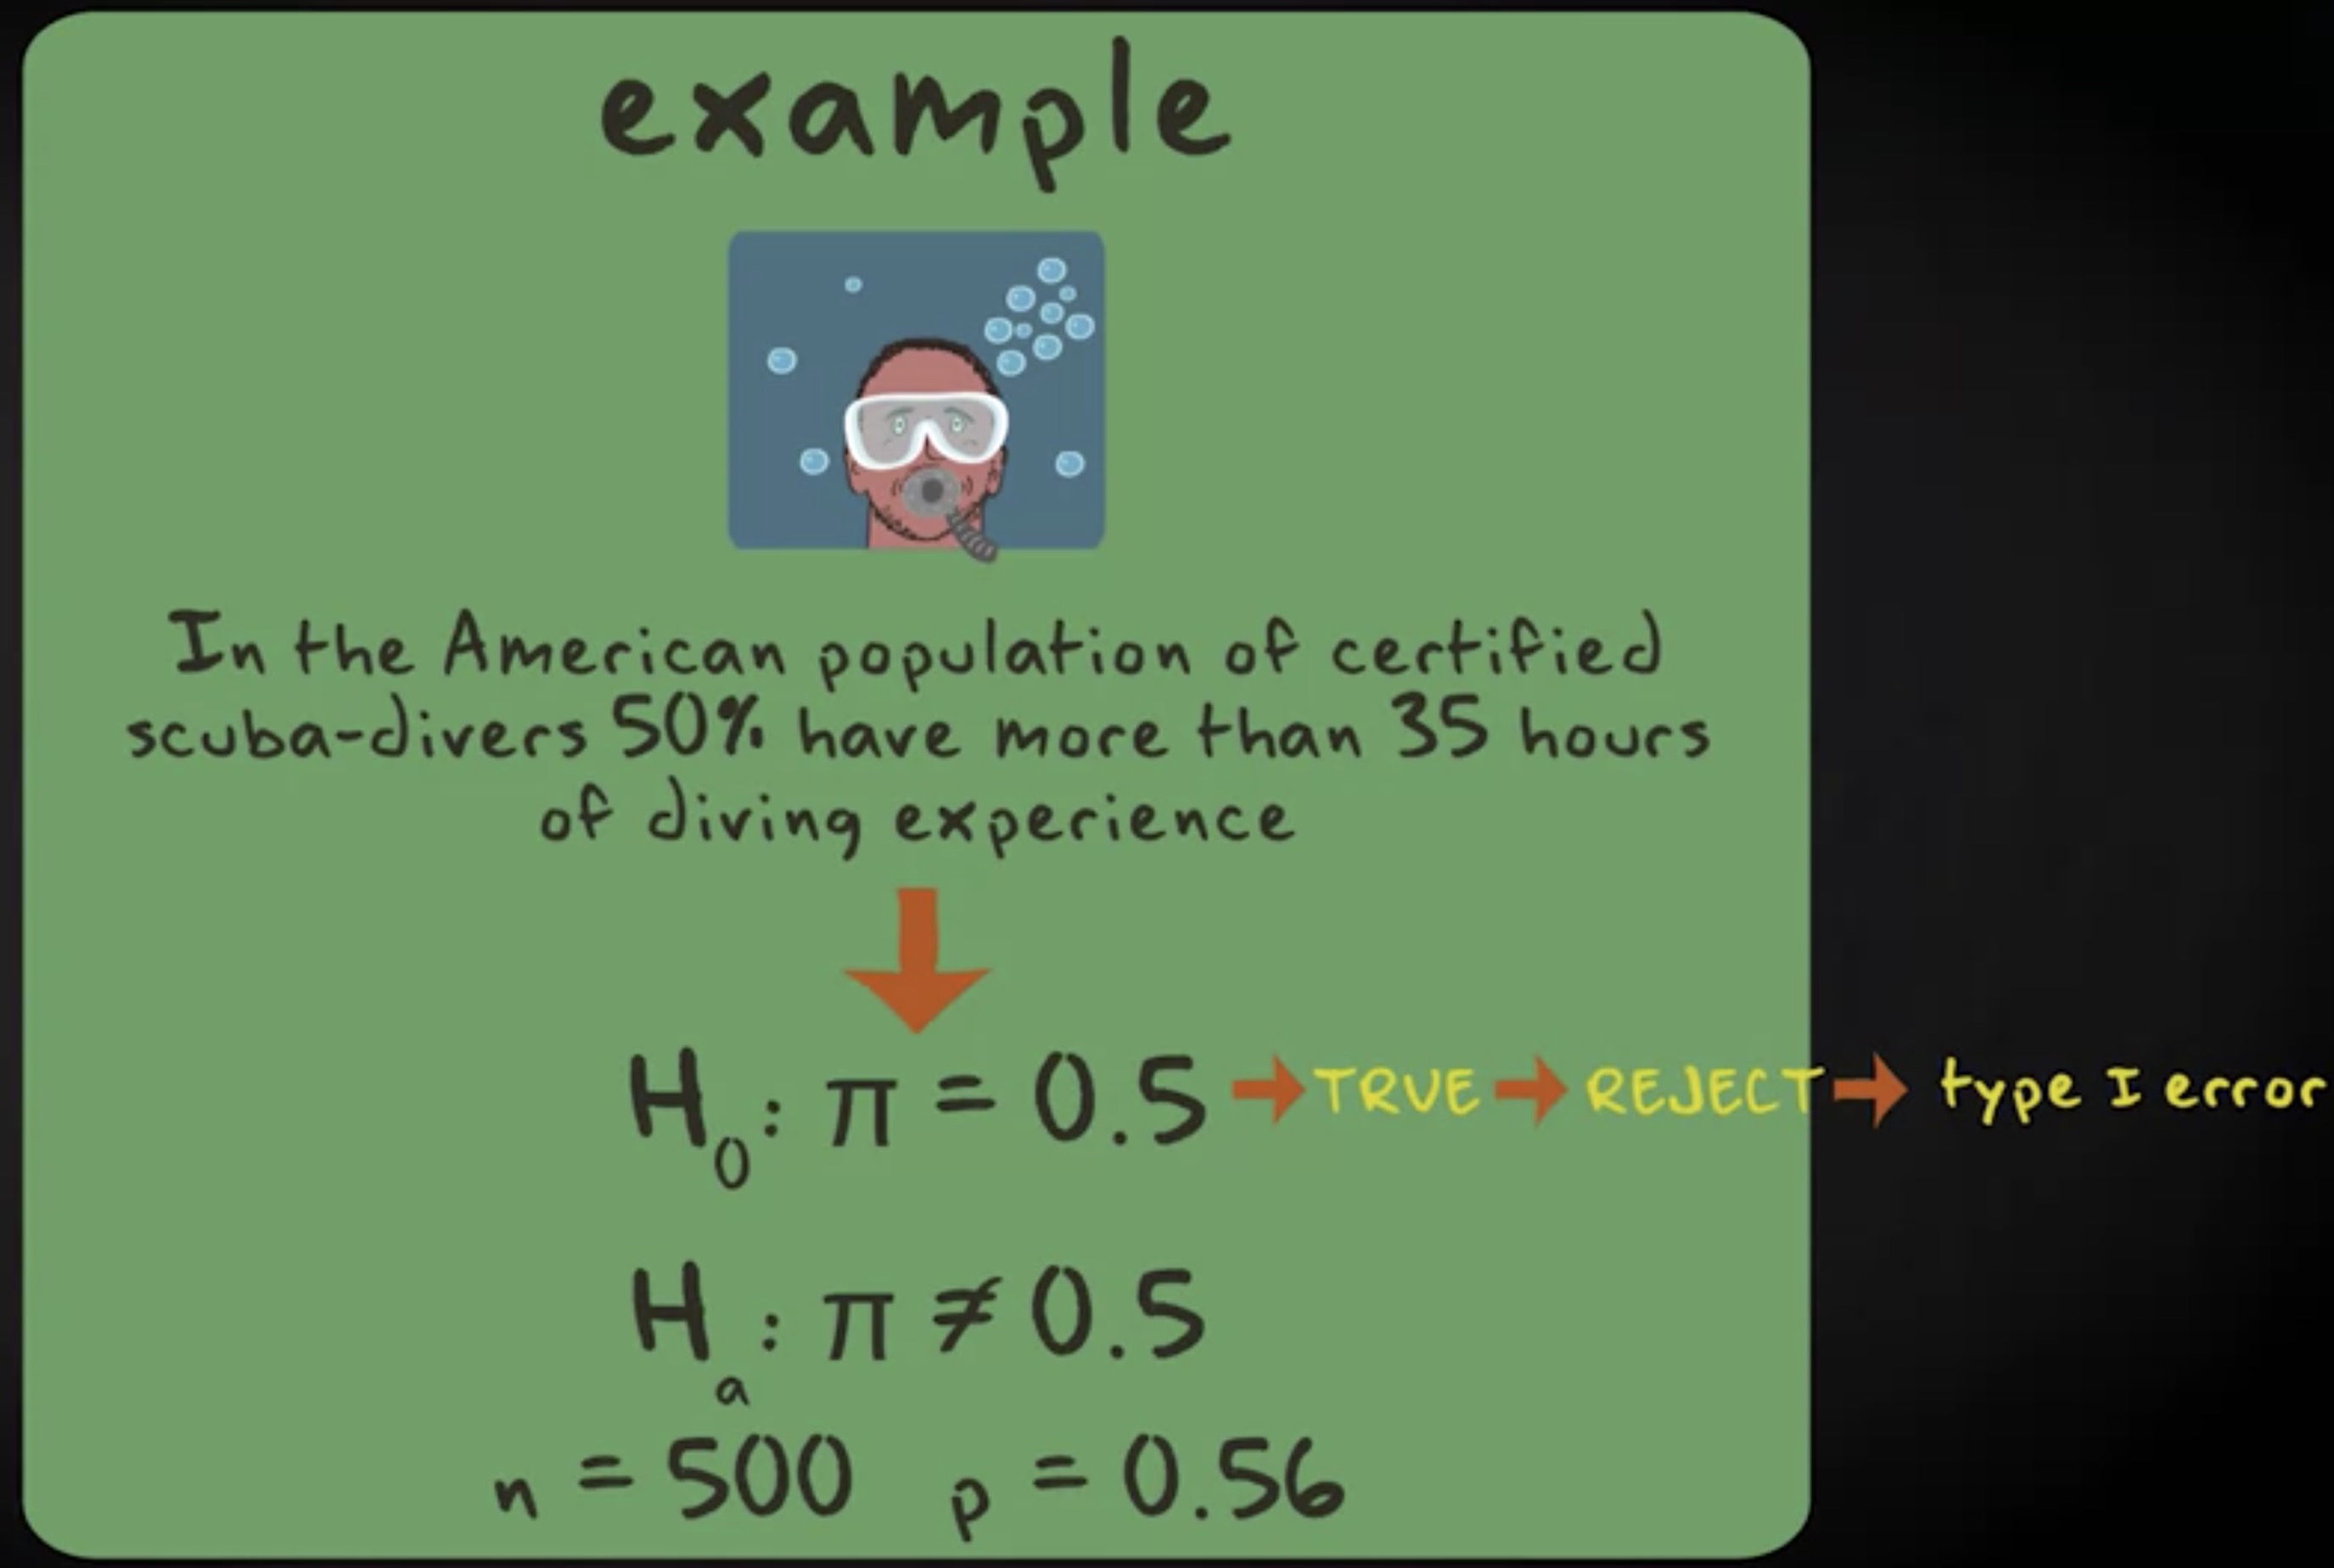 example
In the American population of certified
scuba-divers 50% have more than 35 hours
of diving experience
H₀: π = 0.5 → TRUE → REJECT → type I error
Hₐ: π ≠ 0.5
n = 500 p = 0.56